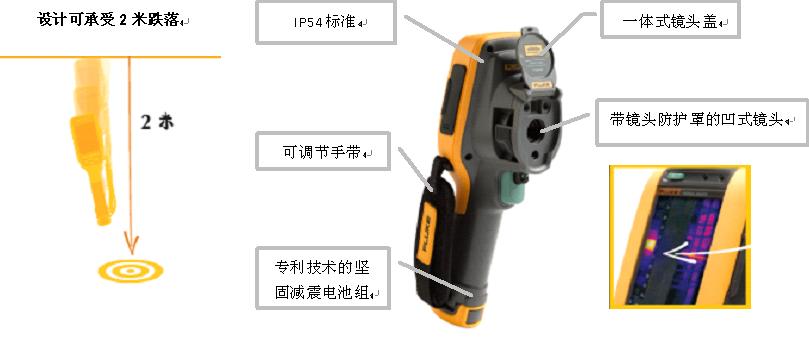 设计可承受2米跌落
2米
IP54标准
可调节手带
专利技术的坚
固减震电池组
一体式镜头盖
带镜头防护罩的凹式镜头
FLUKE
FLUKE
FLUKE